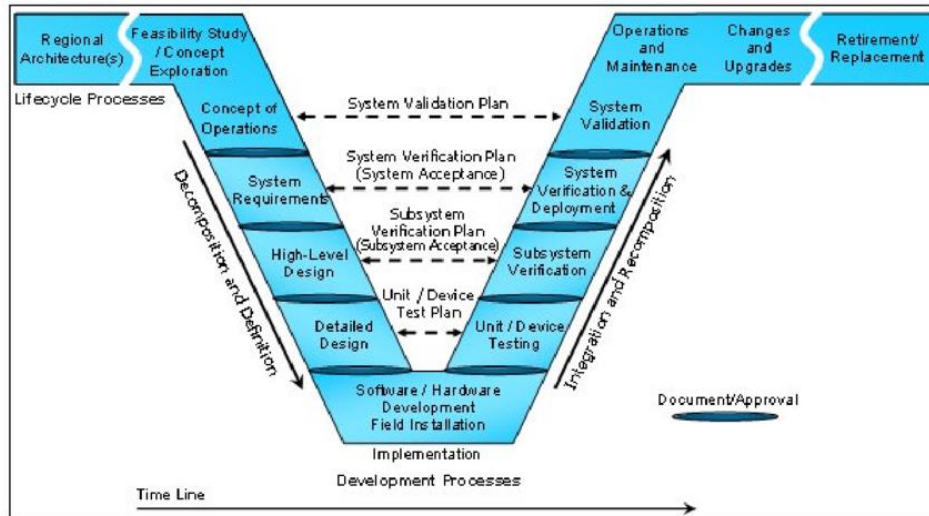 Regional
Architecture(s)
Feasibility Study
/ Concept
Exploration
Operations
and
Maintenance
Changes
and
Upgrades
Retirement/
Replacement
Lifecycle Processes
Concept of
Operations
System Validation Plan
System
Validation
System
Requirements
System Verification Plan
(System Acceptance)
System
Verification &
Deployment
High-Level
Design
Subsystem
Verification Plan
(Subsystem Acceptance)
Subsystem
Verification
Detailed
Design
Unit / Device
Test Plan
Unit / Device
Testing
Decomposition and Definition
Integration and Recomposition
Software / Hardware
Development
Field Installation
Document/Approval
Implementation
Development Processes
Time Line